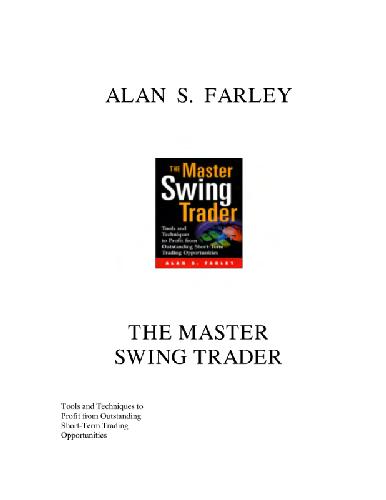 ALAN S. FARLEY
THE Master
Swing
Trader
Tools and
Techniques
to Profit from
Outstanding Short-Term
Trading Opportunities
ALAN S. FARLEY
THE MASTER
SWING TRADER
Tools and Techniques to
Profit from Outstanding
Short-Term Trading
Opportunities